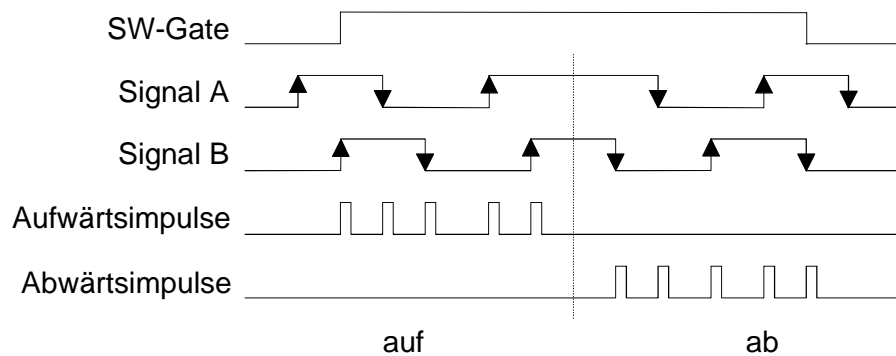 SW-Gate
Signal A
Signal B
Aufwärtsimpulse
Abwärtsimpulse
auf ab